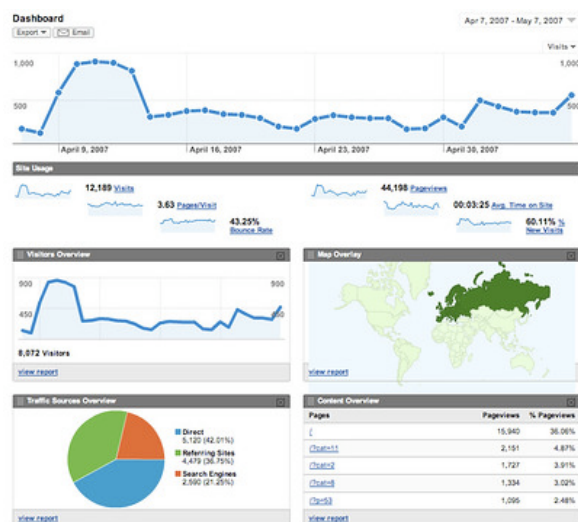 Dashboard
Apr 7, 2007 - May 7, 2007
Export
Email
Visits
1,000
1,000
500
500
April 9, 2007
April 16, 2007
April 23, 2007
April 30, 2007
Site Usage
12,189 Visits
44,198 Pageviews
3.63 Pages/Visit
00:03:25 Avg. Time on Site
43.25%
Bounce Rate
60.11% %
New Visits
Visitors Overview
Map Overlay
900
900
450
450
8,072 Visitors
view report
view report
Traffic Sources Overview
Content Overview
Direct
5,120 (42.01%)
Referring Sites
4,479 (36.75%)
Search Engines
2,590 (21.25%)
Pages Pageviews % Pageviews
/ 15,940 36.06%
/?cat=11 2,151 4.87%
/?cat=2 1,727 3.91%
/?cat=6 1,334 3.02%
/?p=53 1,095 2.48%
view report
view report